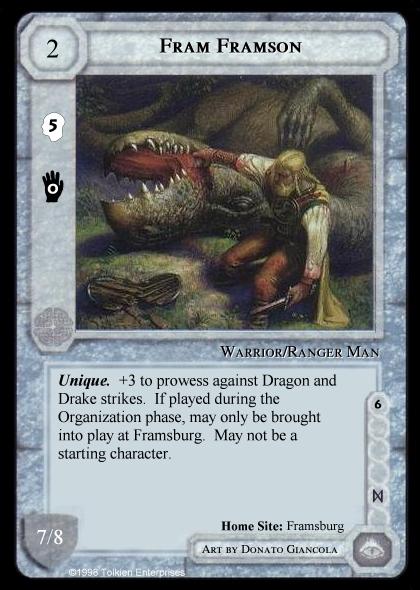 2
FRAM FRAMSON
5
WARRIOR/RANGER MAN
Unique. +3 to prowess against Dragon and
Drake strikes. If played during the
Organization phase, may only be brought
into play at Framsburg. May not be a
starting character.
6
ᛞ
Home Site: Framsburg
7/8
ART BY DONATO GIANCOLA
©1998 Tolkien Enterprises